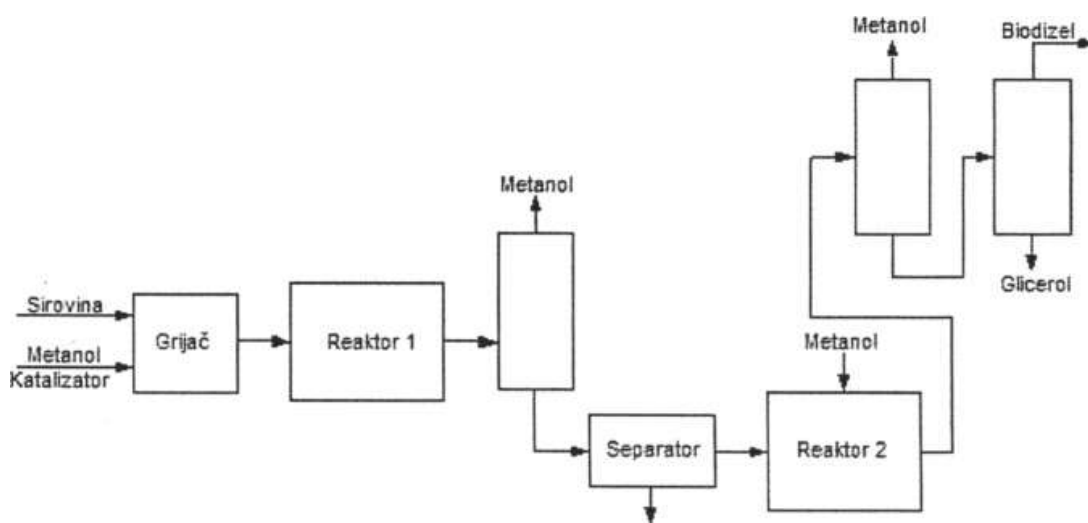 Metanol
Biodizel
Metanol
Glicerol
Sirovina
Grijač
Reaktor 1
Metanol
Katalizator
Metanol
Separator
Reaktor 2